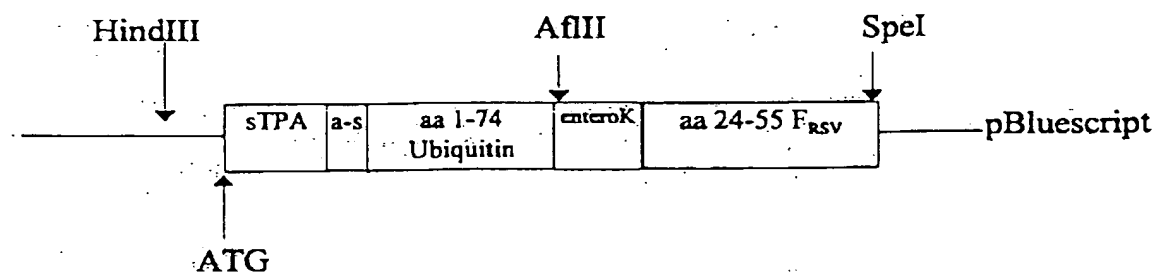 HindIII AflII SpeI
sTPA a-s aa 1-74 Ubiquitin enteroK aa 24-55 FRSV pBluescript
ATG